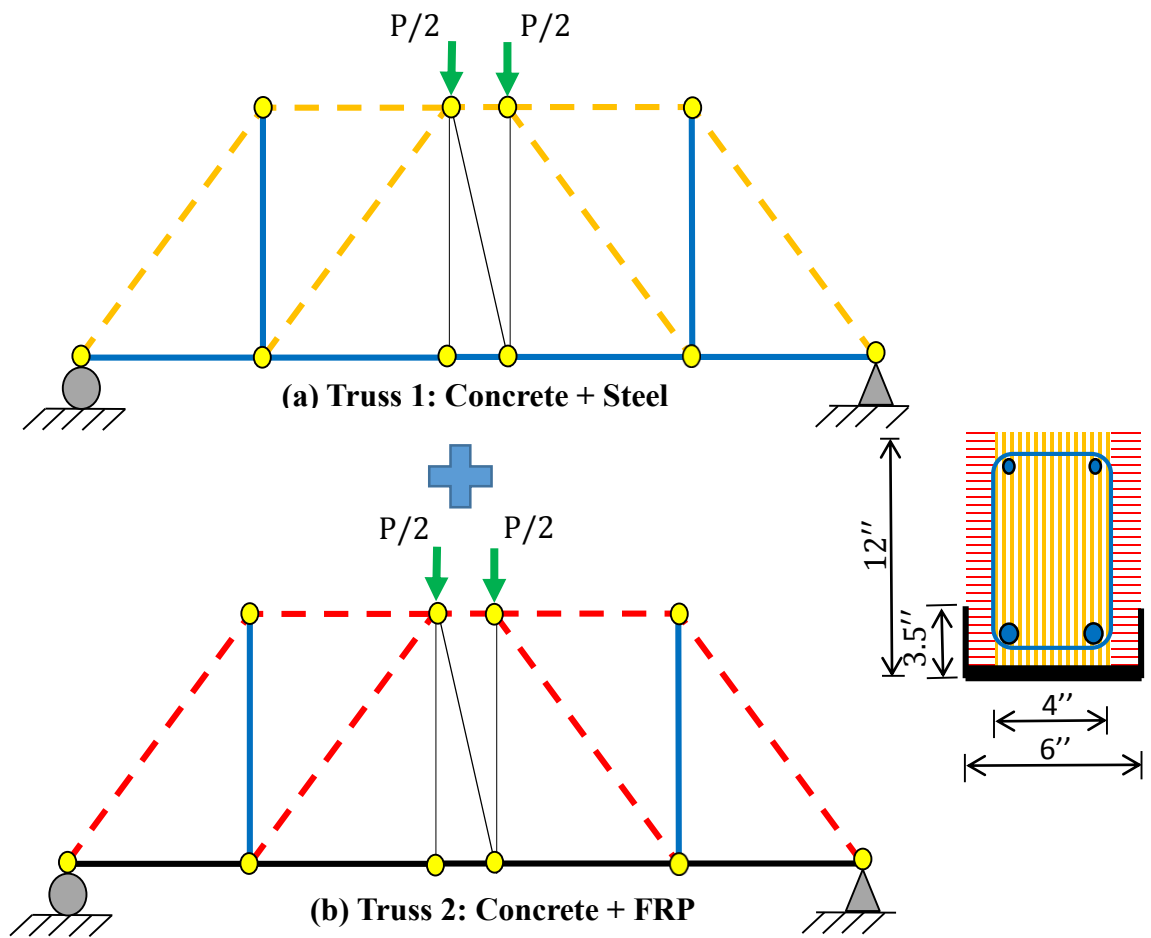 P/2 P/2
(a) Truss 1: Concrete + Steel
P/2 P/2
12’’
3.5’’
4’’
6’’
(b) Truss 2: Concrete + FRP